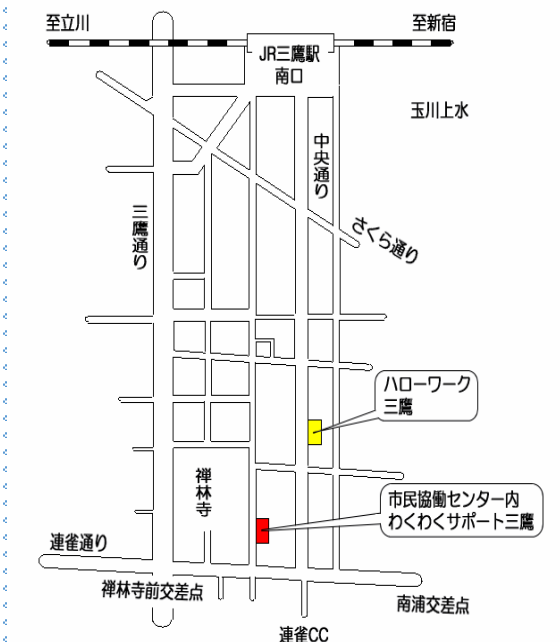 至立川
至新宿
JR三鷹駅
南口
玉川上水
中央通り
三鷹通り
さくら通り
ハローワーク
三鷹
禅林寺
市民協働センター内
わくわくサポート三鷹
連雀通り
禅林寺前交差点
南浦交差点
連雀CC